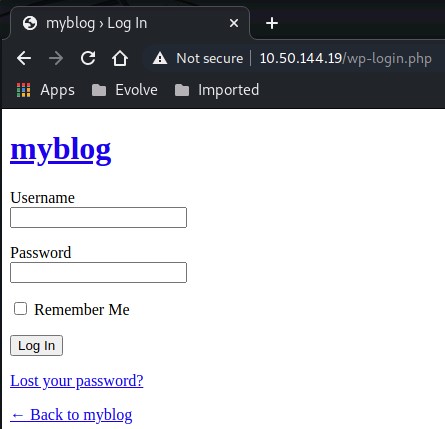 myblog › Log In
Not secure | 10.50.144.19/wp-login.php
Apps Evolve Imported
myblog
Username
Password
Remember Me
Log In
Lost your password?
← Back to myblog